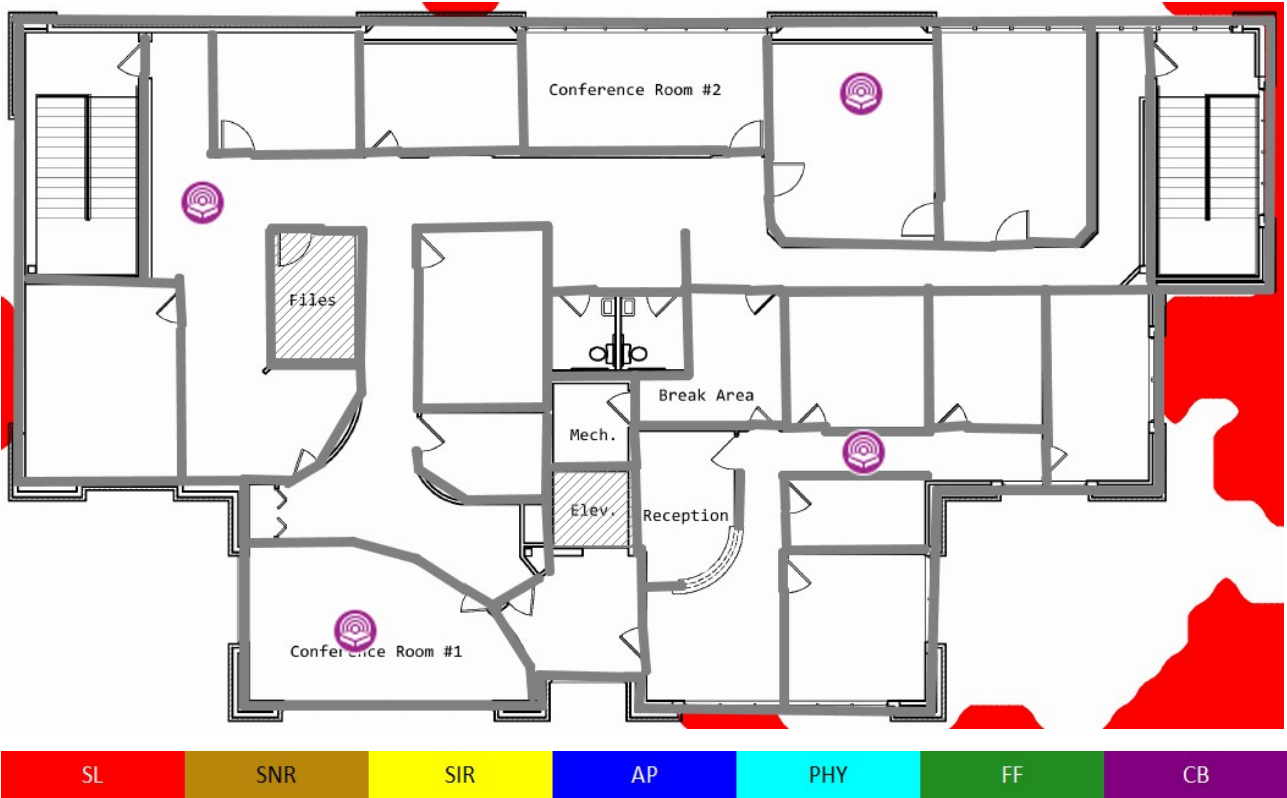 Conference Room #2
Files
Break Area
Mech.
Elev.
Reception
Conference Room #1
SL SNR SIR AP PHY FF CB